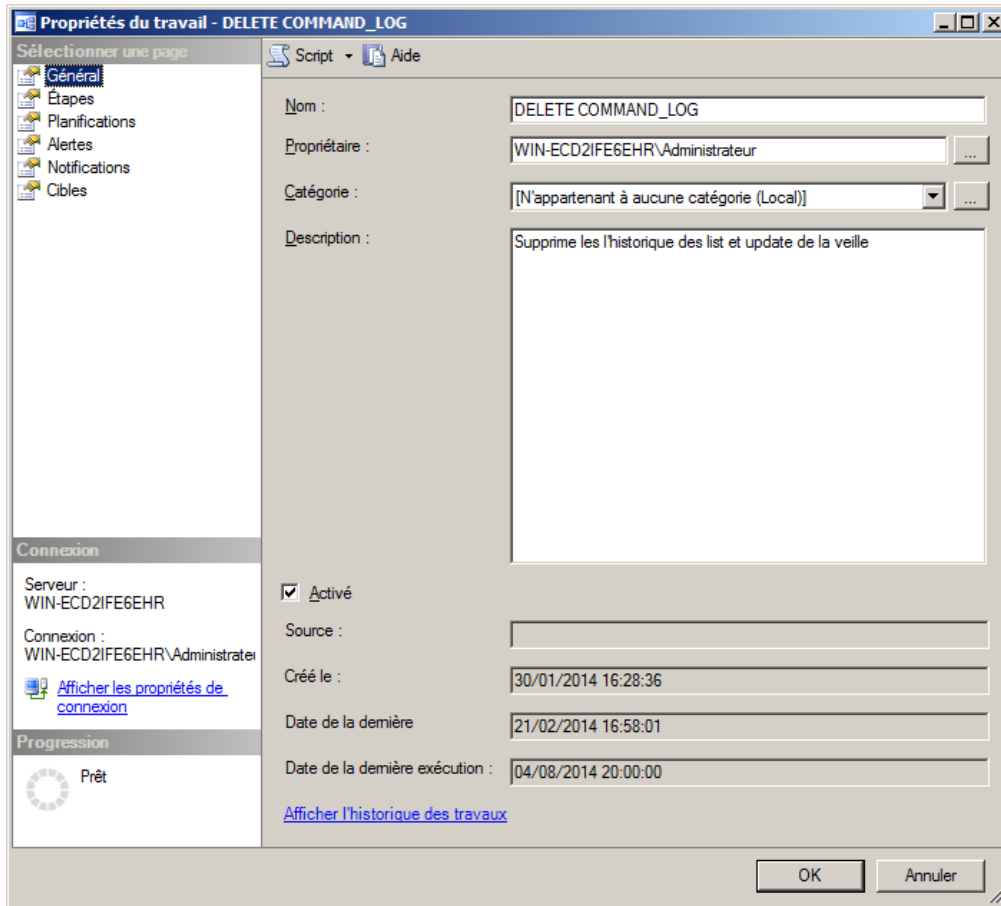 Propriétés du travail - DELETE COMMAND_LOG
Sélectionner une page
Général
Étapes
Planifications
Alertes
Notifications
Cibles
Script
Aide
Nom :
DELETE COMMAND_LOG
Propriétaire :
WIN-ECD2IFE6EHR\Administrateur
...
Catégorie :
[N'appartenant à aucune catégorie (Local)]
...
Description :
Supprime les l'historique des list et update de la veille
Activé
Source :
Créé le :
30/01/2014 16:28:36
Date de la dernière
21/02/2014 16:58:01
Date de la dernière exécution :
04/08/2014 20:00:00
Afficher l'historique des travaux
Connexion
Serveur :
WIN-ECD2IFE6EHR
Connexion :
WIN-ECD2IFE6EHR\Administrate
Afficher les propriétés de
connexion
Progression
Prêt
OK
Annuler